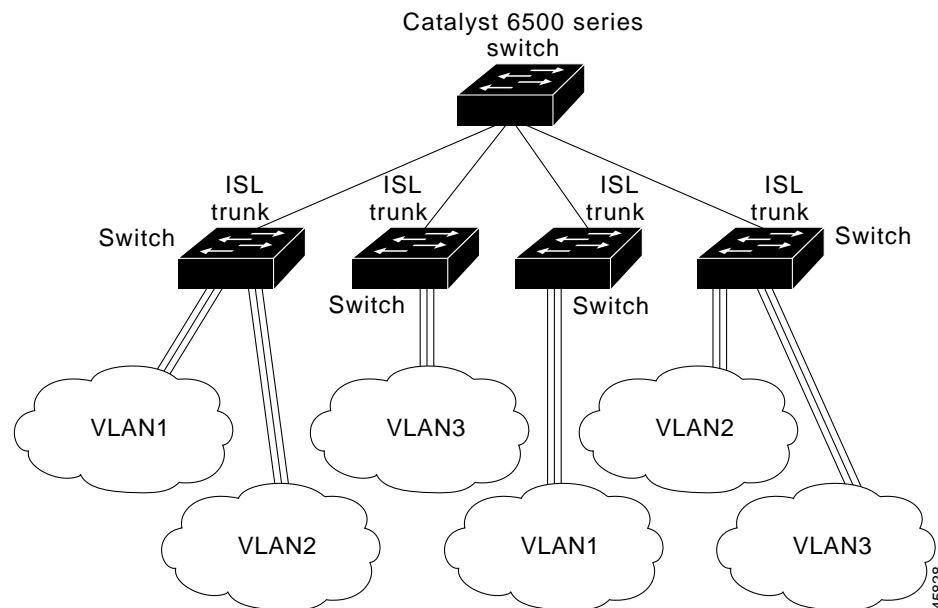 Catalyst 6500 series
switch
ISL
trunk
ISL
trunk
ISL
trunk
ISL
trunk
Switch
Switch
Switch
Switch
VLAN1
VLAN3
VLAN2
VLAN2
VLAN1
VLAN3